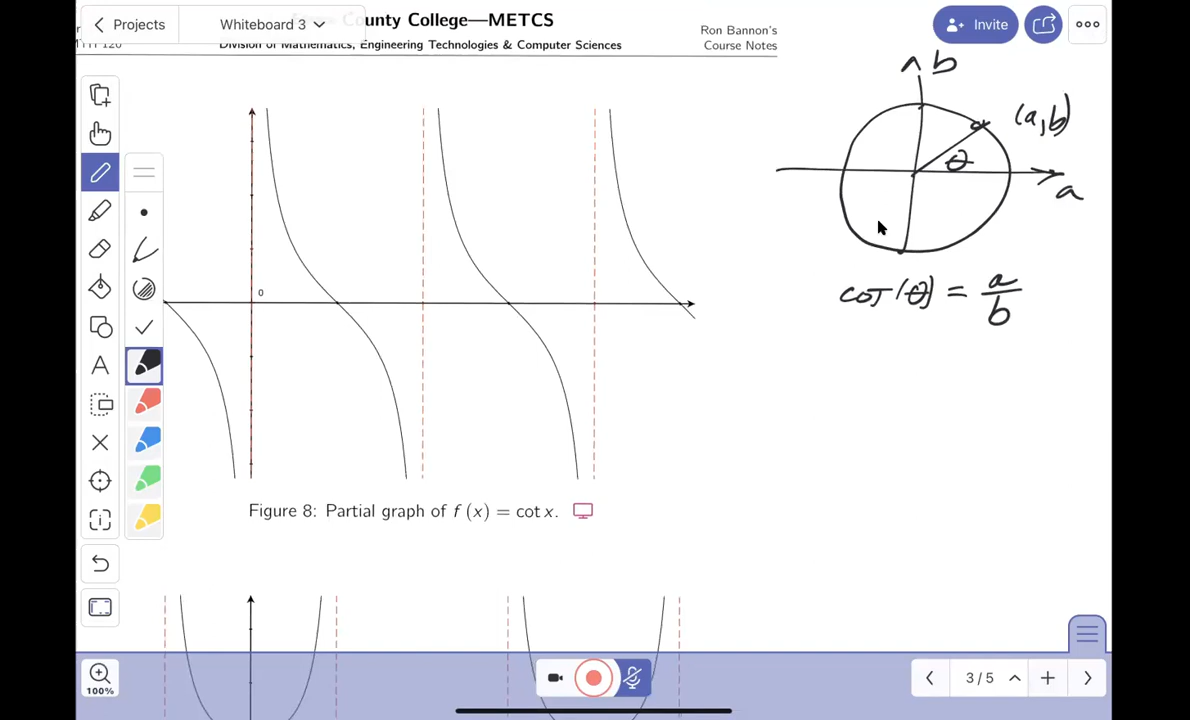 Projects
Whiteboard 3
County College—METCS
Division of Mathematics, Engineering Technologies & Computer Sciences
Ron Bannon's
Course Notes
Invite
b
(a,b)
θ
a
0
cot(θ) = a/b
Figure 8: Partial graph of f (x) = cot x.
A
100%
3 / 5